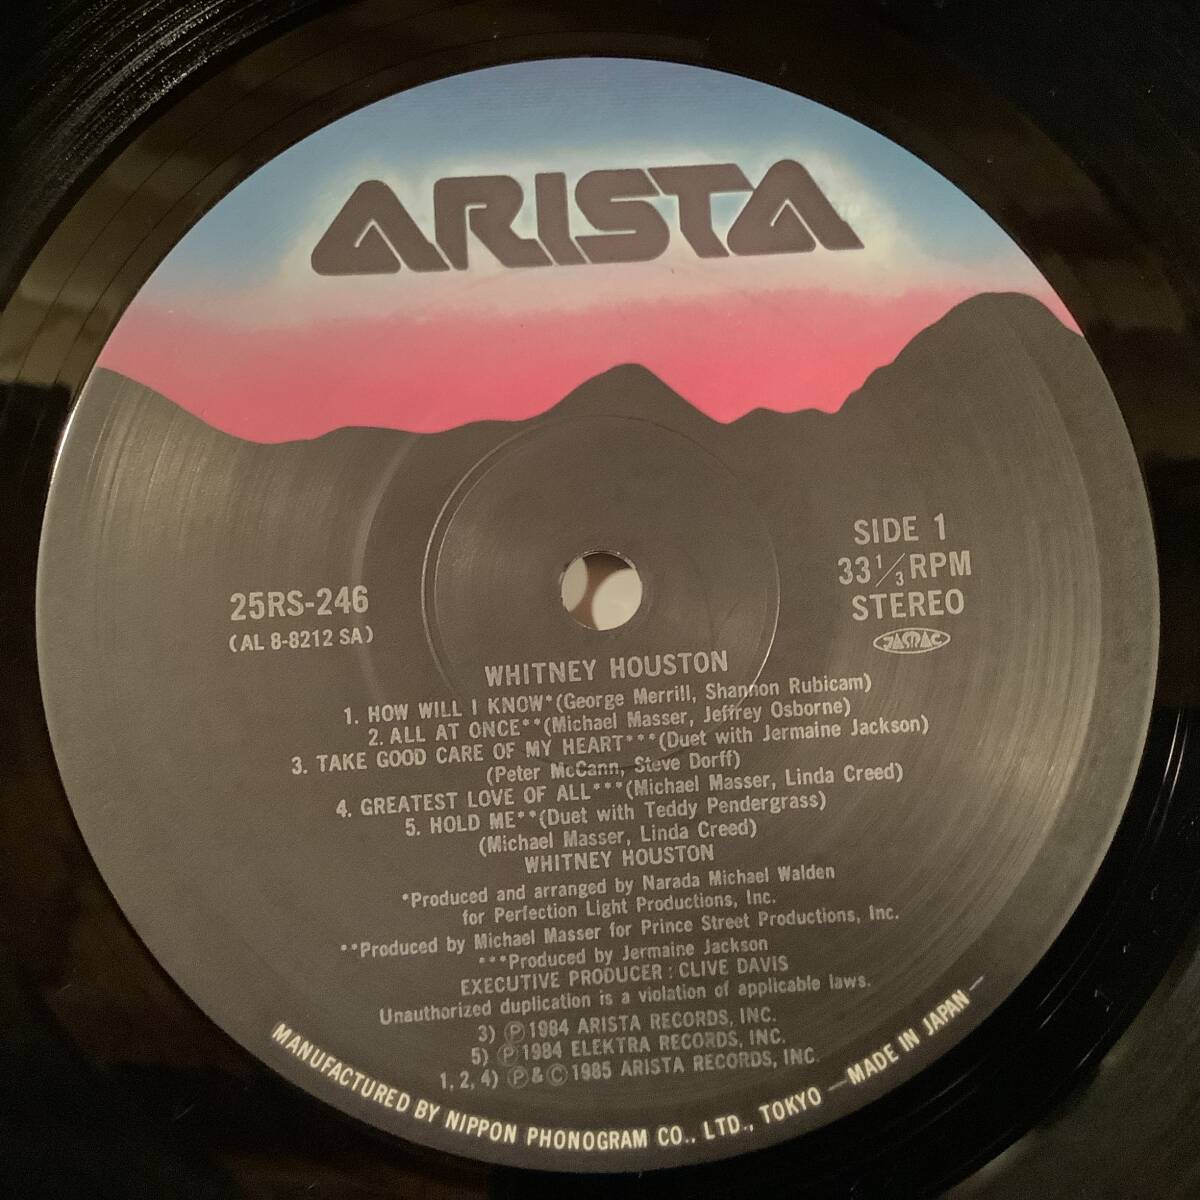 ARISTA
SIDE 1
33 1/3 RPM
STEREO
JASRAC
25RS-246
(AL 8-8212 SA)
WHITNEY HOUSTON
1. HOW WILL I KNOW*(George Merrill, Shannon Rubicam)
2. ALL AT ONCE**(Michael Masser, Jeffrey Osborne)
3. TAKE GOOD CARE OF MY HEART***(Duet with Jermaine Jackson)
(Peter McCann, Steve Dorff)
4. GREATEST LOVE OF ALL***(Michael Masser, Linda Creed)
5. HOLD ME**(Duet with Teddy Pendergrass)
(Michael Masser, Linda Creed)
WHITNEY HOUSTON
*Produced and arranged by Narada Michael Walden
for Perfection Light Productions, Inc.
**Produced by Michael Masser for Prince Street Productions, Inc.
***Produced by Jermaine Jackson
EXECUTIVE PRODUCER : CLIVE DAVIS
Unauthorized duplication is a violation of applicable laws.
3) Ⓟ1984 ARISTA RECORDS, INC.
5) Ⓟ1984 ELEKTRA RECORDS, INC.
1, 2, 4) Ⓟ&©1985 ARISTA RECORDS, INC.
MANUFACTURED BY NIPPON PHONOGRAM CO., LTD., TOKYO —MADE IN JAPAN—